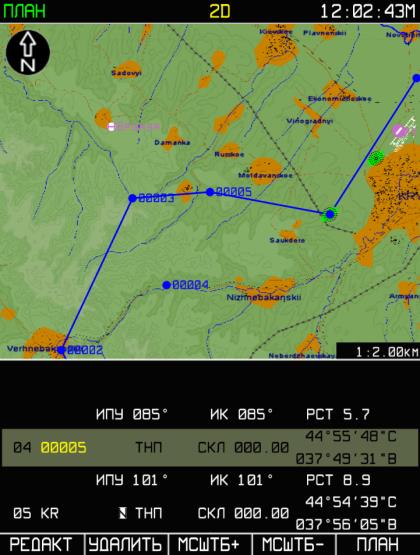 ПЛАН 2D 12:02:43М
Kievskoe Plavnenskii
N
Sadovyi
Ekonomicheskoe
Vinogradnyi
Damanka
Russkoe
Moldavanskoe
00003 00005
KR
Saukdere
00004
Nizhnebakanskii
00002
1:2.00км
ИПУ 085° ИК 085° РСТ 5.7
04 00005 ТНП СКЛ 000.00 44°55'48"С
037°49'31"В
ИПУ 101° ИК 101° РСТ 8.9
05 KR ТНП СКЛ 000.00 44°54'39"С
037°56'05"В
РЕДАКТ УДАЛИТЬ МСШТБ+ МСШТБ- ПЛАН